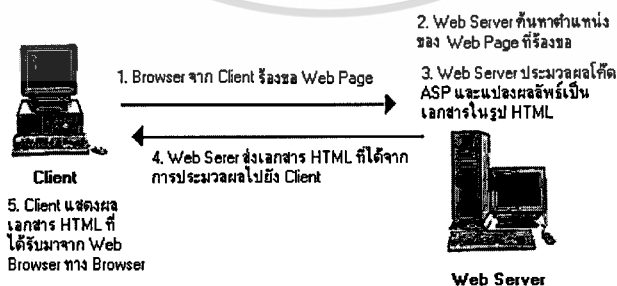 2. Web Server ค้นหาตำแหน่ง
ของ Web Page ที่ร้องขอ
1. Browser จาก Client ร้องขอ Web Page
3. Web Server ประมวลผลโค๊ด
ASP และแปลงผลลัพธ์เป็น
เอกสารในรูป HTML
4. Web Serer ส่งเอกสาร HTML ที่ได้จาก
การประมวลผลไปยัง Client
Client
5. Client แสดงผล
เอกสาร HTML ที่
ได้รับมาจาก Web
Browser ทาง Browser
Web Server